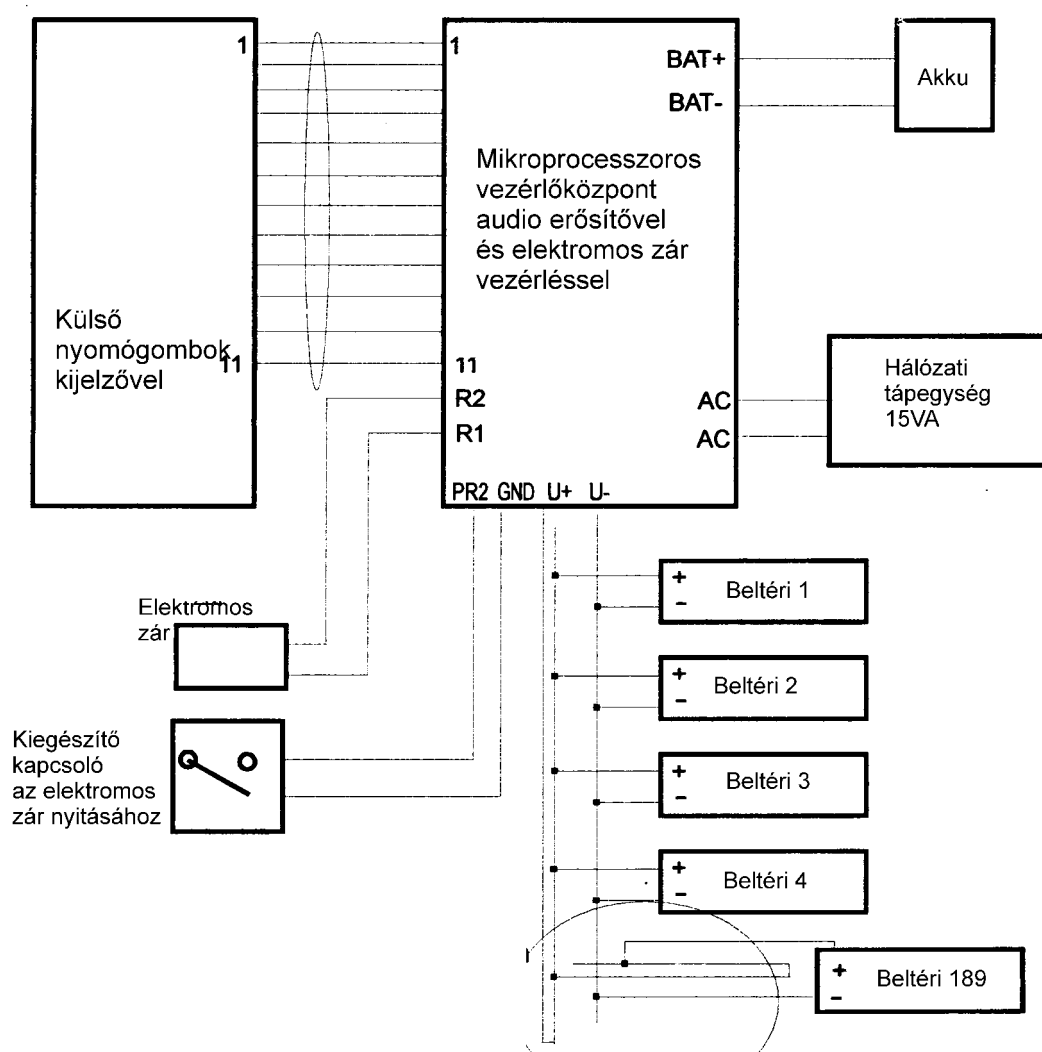 1
Külső
nyomógombok
kijelzővel
11
1
11
R2
R1
BAT+
BAT-
Mikroprocesszoros
vezérlőközpont
audio erősítővel
és elektromos zár
vezérléssel
AC
AC
PR2 GND U+ U-
Akku
Hálózati
tápegység
15VA
Elektromos
zár
Kiegészítő
kapcsoló
az elektromos
zár nyitásához
+
Beltéri 1
-
+
Beltéri 2
-
+
Beltéri 3
-
+
Beltéri 4
-
+
Beltéri 189
-